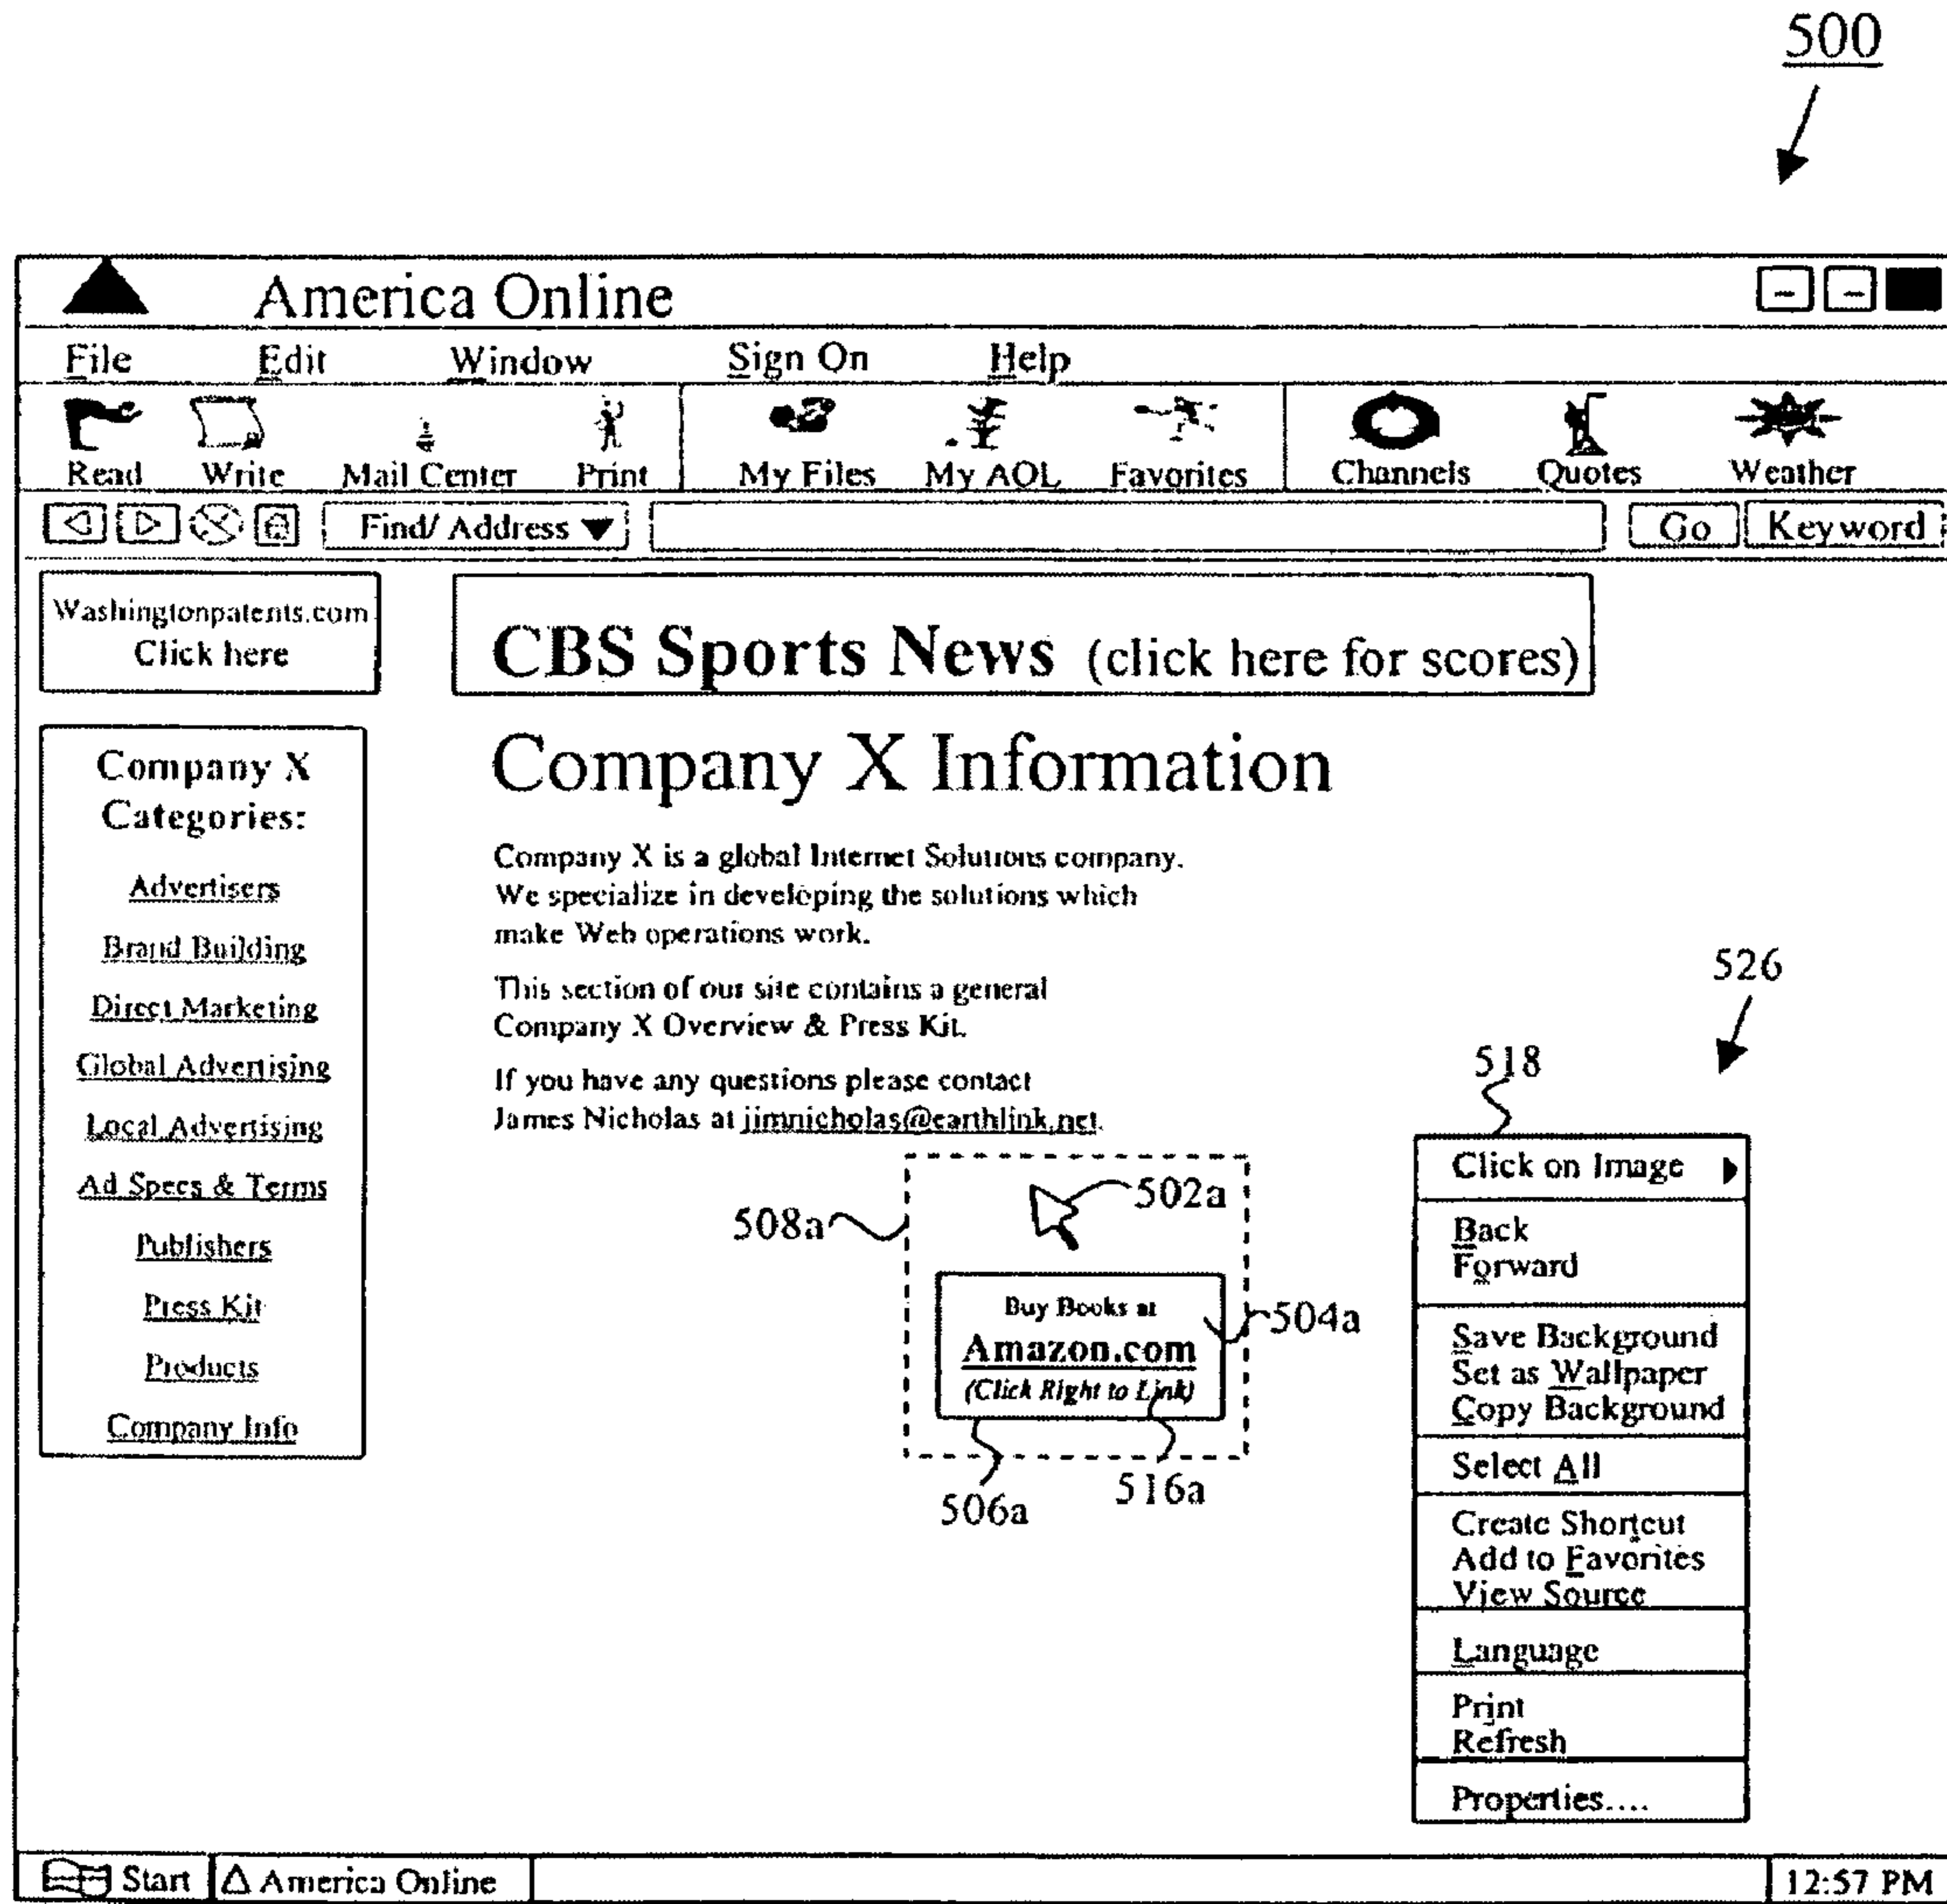 500
America Online
File Edit Window Sign On Help
Read Write Mail Center Print My Files My AOL Favorites Channels Quotes Weather
Find/ Address Go Keyword
Washingtonpatents.com
Click here
CBS Sports News (click here for scores)
Company X
Categories:
Advertisers
Brand Building
Direct Marketing
Global Advertising
Local Advertising
Ad Specs & Terms
Publishers
Press Kit
Products
Company Info
Company X Information
Company X is a global Internet Solutions company.
We specialize in developing the solutions which
make Web operations work.
This section of our site contains a general
Company X Overview & Press Kit.
If you have any questions please contact
James Nicholas at jimnicholas@earthlink.net.
508a
502a
Buy Books at
Amazon.com
(Click Right to Link)
504a
506a
516a
526
518
Click on Image
Back
Forward
Save Background
Set as Wallpaper
Copy Background
Select All
Create Shortcut
Add to Favorites
View Source
Language
Print
Refresh
Properties....
Start America Online 12:57 PM